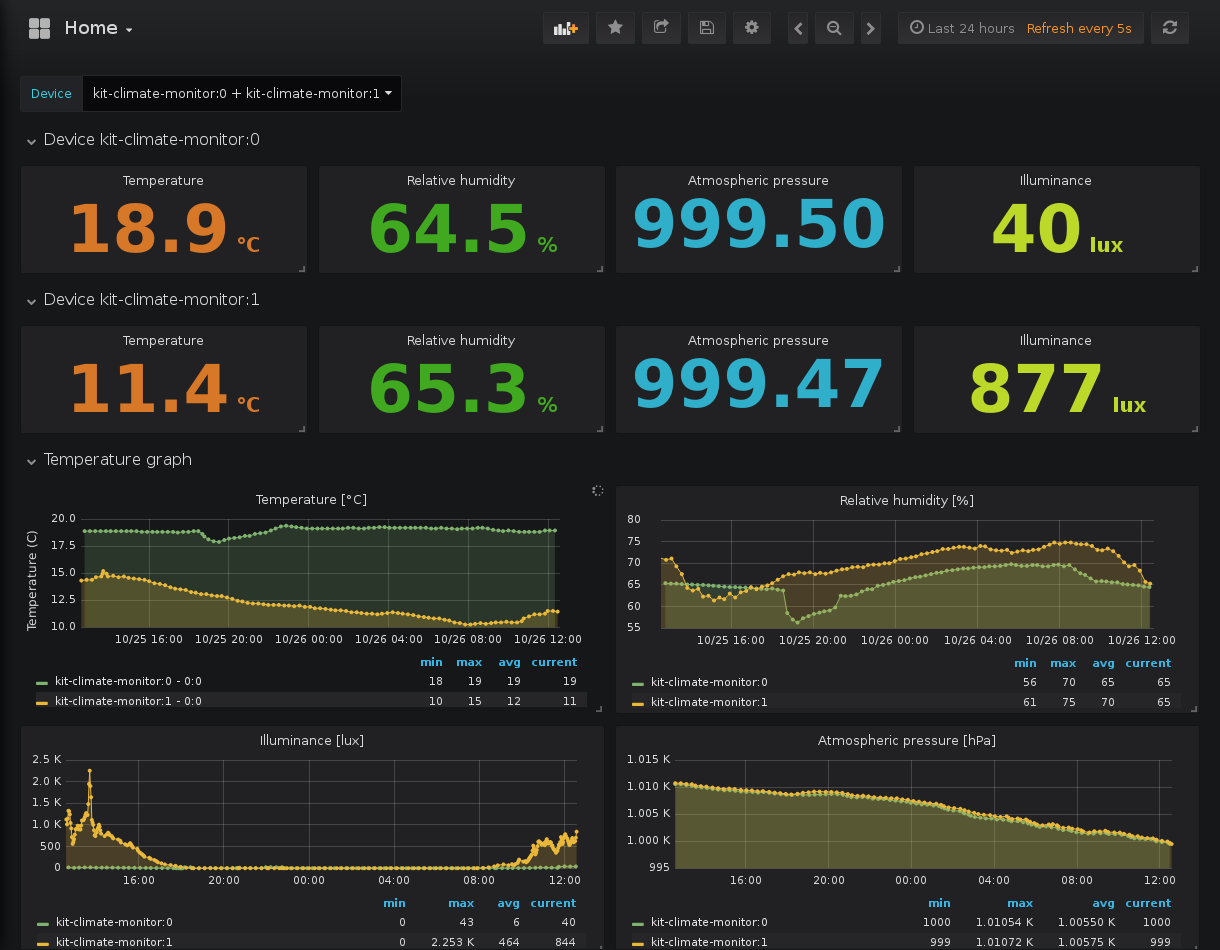 Home
Last 24 hours Refresh every 5s
Device kit-climate-monitor:0 + kit-climate-monitor:1
Device kit-climate-monitor:0
Temperature Relative humidity Atmospheric pressure Illuminance
18.9 °C 64.5 % 999.50 40 lux
Device kit-climate-monitor:1
Temperature Relative humidity Atmospheric pressure Illuminance
11.4 °C 65.3 % 999.47 877 lux
Temperature graph
Temperature [°C]
Temperature (C)
20.0
17.5
15.0
12.5
10.0
10/25 16:00 10/25 20:00 10/26 00:00 10/26 04:00 10/26 08:00 10/26 12:00
min max avg current
kit-climate-monitor:0 - 0:0 18 19 19 19
kit-climate-monitor:1 - 0:0 10 15 12 11
Relative humidity [%]
80
75
70
65
60
55
10/25 16:00 10/25 20:00 10/26 00:00 10/26 04:00 10/26 08:00 10/26 12:00
min max avg current
kit-climate-monitor:0 56 70 65 65
kit-climate-monitor:1 61 75 70 65
Illuminance [lux]
2.5 K
2.0 K
1.5 K
1.0 K
500
0
16:00 20:00 00:00 04:00 08:00 12:00
min max avg current
kit-climate-monitor:0 0 43 6 40
kit-climate-monitor:1 0 2.253 K 464 844
Atmospheric pressure [hPa]
1.015 K
1.010 K
1.005 K
1.000 K
995
16:00 20:00 00:00 04:00 08:00 12:00
min max avg current
kit-climate-monitor:0 1000 1.01054 K 1.00550 K 1000
kit-climate-monitor:1 999 1.01072 K 1.00575 K 999